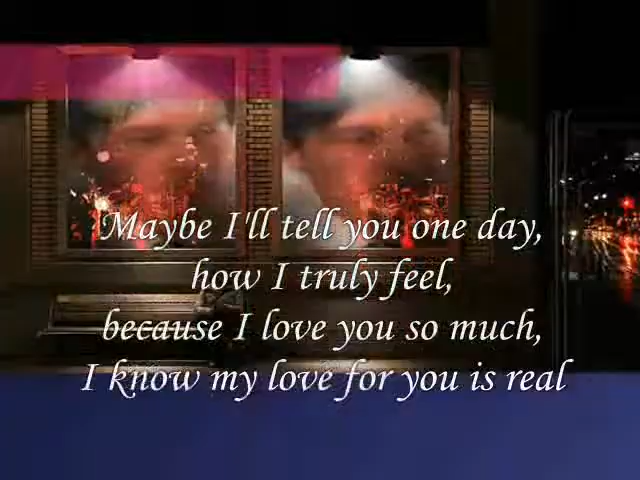 Maybe I'll tell you one day,
how I truly feel,
because I love you so much,
I know my love for you is real